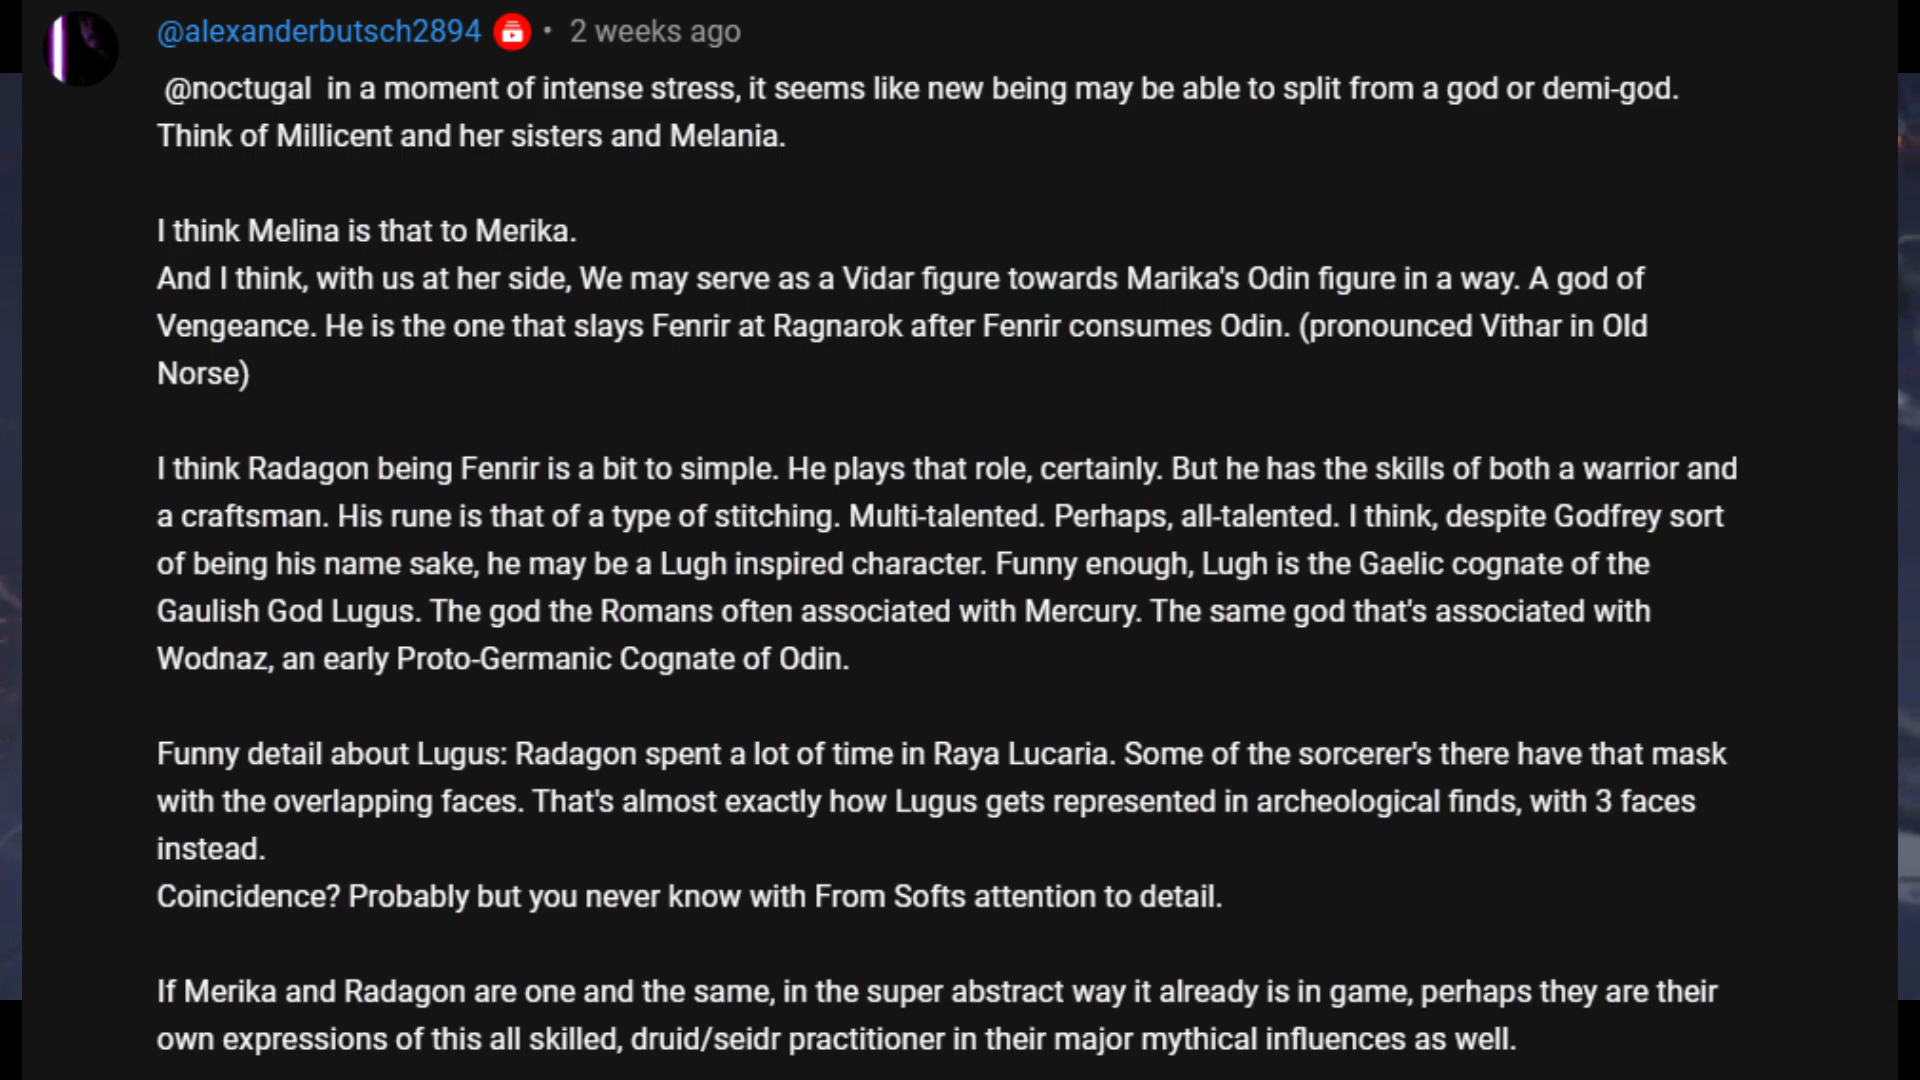 @alexanderbutsch2894 • 2 weeks ago
@noctugal in a moment of intense stress, it seems like new being may be able to split from a god or demi-god.
Think of Millicent and her sisters and Melania.
I think Melina is that to Merika.
And I think, with us at her side, We may serve as a Vidar figure towards Marika's Odin figure in a way. A god of
Vengeance. He is the one that slays Fenrir at Ragnarok after Fenrir consumes Odin. (pronounced Vithar in Old
Norse)
I think Radagon being Fenrir is a bit to simple. He plays that role, certainly. But he has the skills of both a warrior and
a craftsman. His rune is that of a type of stitching. Multi-talented. Perhaps, all-talented. I think, despite Godfrey sort
of being his name sake, he may be a Lugh inspired character. Funny enough, Lugh is the Gaelic cognate of the
Gaulish God Lugus. The god the Romans often associated with Mercury. The same god that's associated with
Wodnaz, an early Proto-Germanic Cognate of Odin.
Funny detail about Lugus: Radagon spent a lot of time in Raya Lucaria. Some of the sorcerer's there have that mask
with the overlapping faces. That's almost exactly how Lugus gets represented in archeological finds, with 3 faces
instead.
Coincidence? Probably but you never know with From Softs attention to detail.
If Merika and Radagon are one and the same, in the super abstract way it already is in game, perhaps they are their
own expressions of this all skilled, druid/seidr practitioner in their major mythical influences as well.